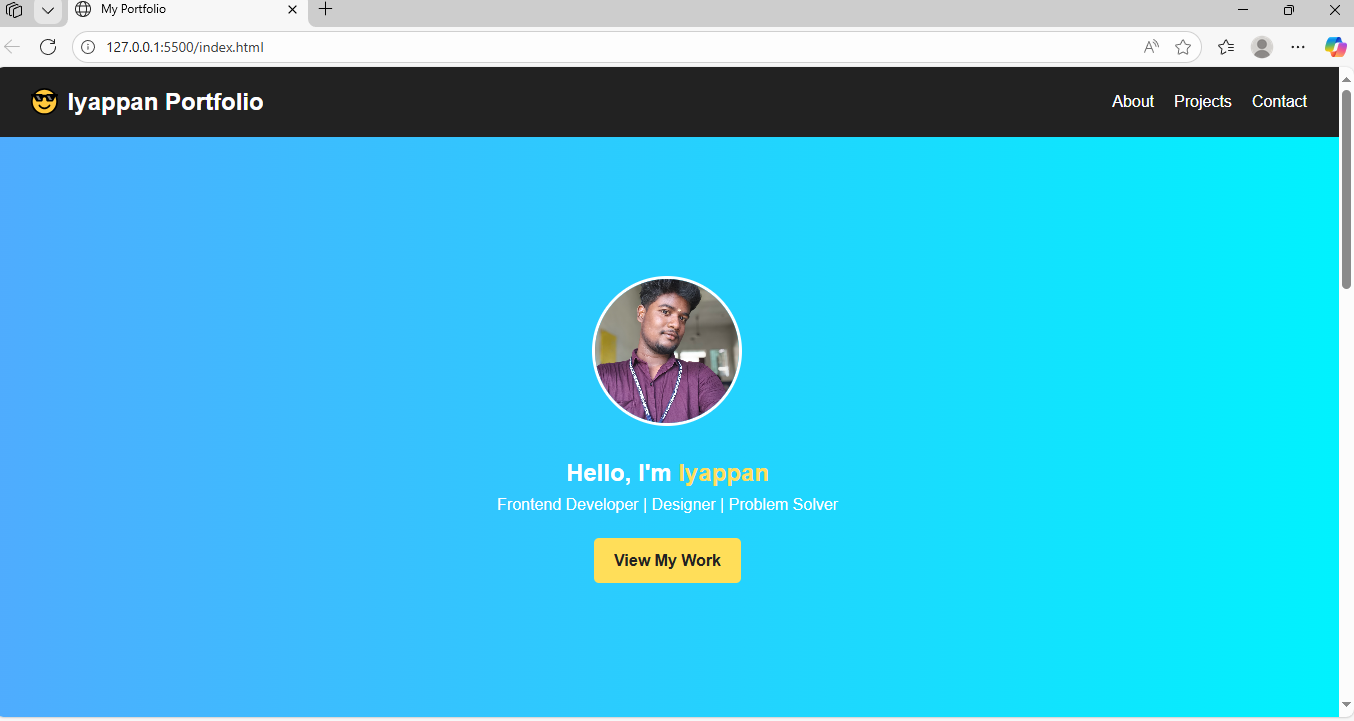 My Portfolio
127.0.0.1:5500/index.html
😎 Iyappan Portfolio
About Projects Contact
Hello, I'm Iyappan
Frontend Developer | Designer | Problem Solver
View My Work